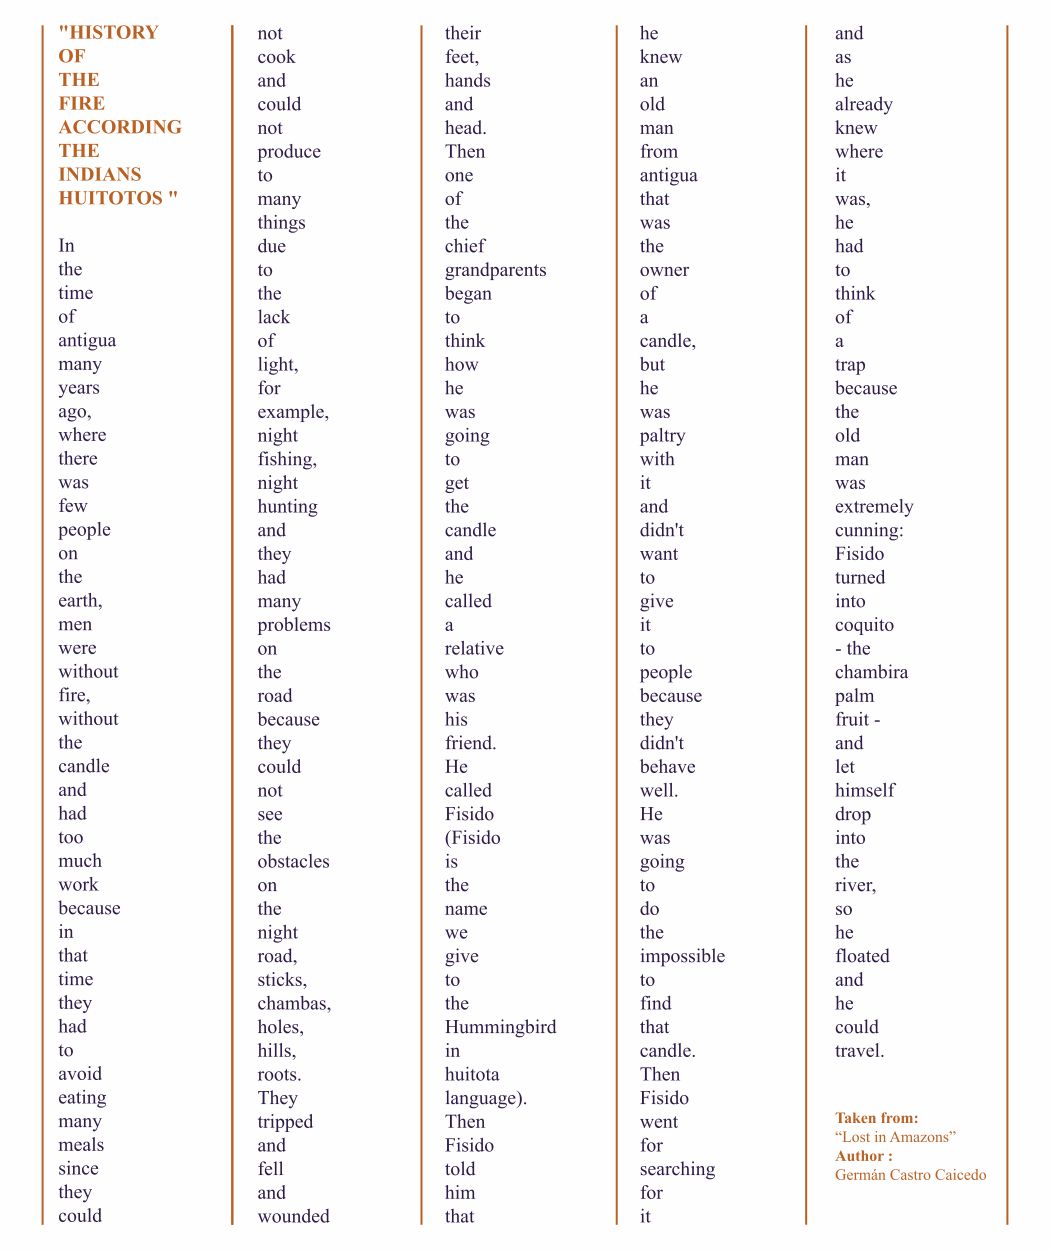 "HISTORY
OF
THE
FIRE
ACCORDING
THE
INDIANS
HUITOTOS "
In
the
time
of
antigua
many
years
ago,
where
there
was
few
people
on
the
earth,
men
were
without
fire,
without
the
candle
and
had
too
much
work
because
in
that
time
they
had
to
avoid
eating
many
meals
since
they
could
not
cook
and
could
not
produce
to
many
things
due
to
the
lack
of
light,
for
example,
night
fishing,
night
hunting
and
they
had
many
problems
on
the
road
because
they
could
not
see
the
obstacles
on
the
night
road,
sticks,
chambas,
holes,
hills,
roots.
They
tripped
and
fell
and
wounded
their
feet,
hands
and
head.
Then
one
of
the
chief
grandparents
began
to
think
how
he
was
going
to
get
the
candle
and
he
called
a
relative
who
was
his
friend.
He
called
Fisido
(Fisido
is
the
name
we
give
to
the
Hummingbird
in
huitota
language).
Then
Fisido
told
him
that
he
knew
an
old
man
from
antigua
that
was
the
owner
of
a
candle,
but
he
was
paltry
with
it
and
didn't
want
to
give
it
to
people
because
they
didn't
behave
well.
He
was
going
to
do
the
impossible
to
find
that
candle.
Then
Fisido
went
for
searching
for
it
and
as
he
already
knew
where
it
was,
he
had
to
think
of
a
trap
because
the
old
man
was
extremely
cunning:
Fisido
turned
into
coquito
- the
chambira
palm
fruit -
and
let
himself
drop
into
the
river,
so
he
floated
and
he
could
travel.
Taken from:
“Lost in Amazons”
Author :
Germán Castro Caicedo